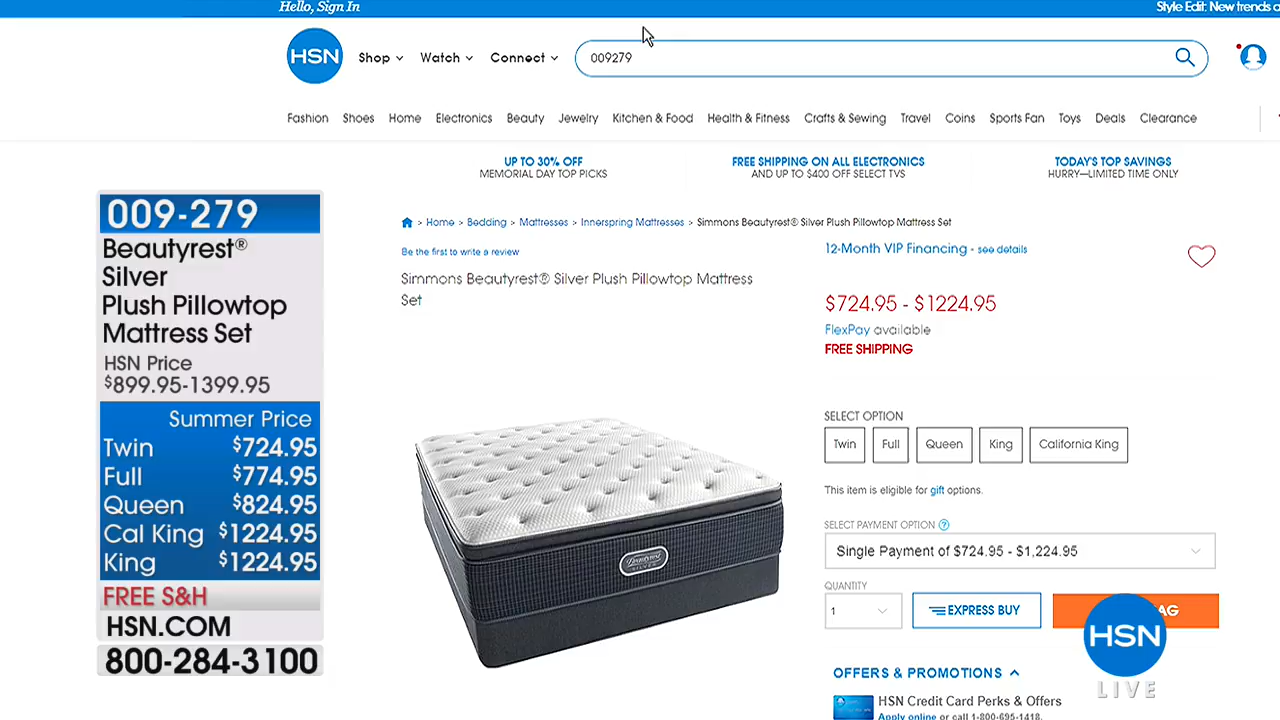 Hello, Sign In
Style Edit: New trends
HSN
Shop
Watch
Connect
009279
Fashion
Shoes
Home
Electronics
Beauty
Jewelry
Kitchen & Food
Health & Fitness
Crafts & Sewing
Travel
Coins
Sports Fan
Toys
Deals
Clearance
UP TO 30% OFF
MEMORIAL DAY TOP PICKS
FREE SHIPPING ON ALL ELECTRONICS
AND UP TO $400 OFF SELECT TVS
TODAY'S TOP SAVINGS
HURRY—LIMITED TIME ONLY
009-279
Beautyrest®
Silver
Plush Pillowtop
Mattress Set
HSN Price
$899.95-1399.95
Summer Price
Twin $724.95
Full $774.95
Queen $824.95
Cal King $1224.95
King $1224.95
FREE S&H
HSN.COM
800-284-3100
> Home > Bedding > Mattresses > Innerspring Mattresses > Simmons Beautyrest® Silver Plush Pillowtop Mattress Set
Be the first to write a review
Simmons Beautyrest® Silver Plush Pillowtop Mattress
Set
Beautyrest
SILVER
12-Month VIP Financing - see details
$724.95 - $1224.95
FlexPay available
FREE SHIPPING
SELECT OPTION
Twin
Full
Queen
King
California King
This item is eligible for gift options.
SELECT PAYMENT OPTION ?
Single Payment of $724.95 - $1,224.95
QUANTITY
1
EXPRESS BUY
AG
HSN
LIVE
OFFERS & PROMOTIONS
HSN Credit Card Perks & Offers
Apply online or call 1-800-695-1418.